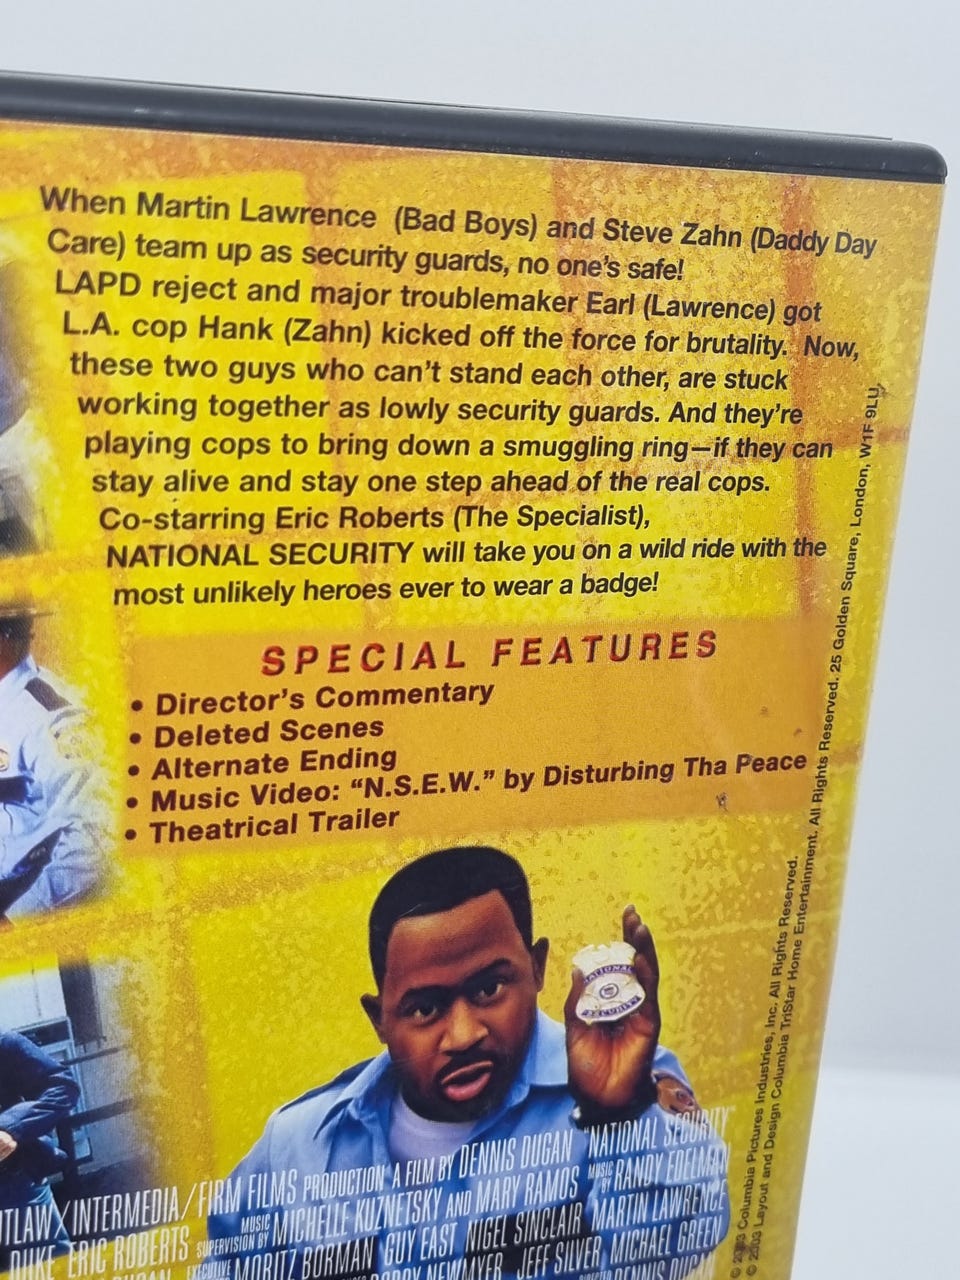 When Martin Lawrence (Bad Boys) and Steve Zahn (Daddy Day
Care) team up as security guards, no one's safe!
LAPD reject and major troublemaker Earl (Lawrence) got
L.A. cop Hank (Zahn) kicked off the force for brutality. Now,
these two guys who can't stand each other, are stuck
working together as lowly security guards. And they're
playing cops to bring down a smuggling ring—if they can
stay alive and stay one step ahead of the real cops.
Co-starring Eric Roberts (The Specialist),
NATIONAL SECURITY will take you on a wild ride with the
most unlikely heroes ever to wear a badge!
SPECIAL FEATURES
• Director's Commentary
• Deleted Scenes
• Alternate Ending
• Music Video: “N.S.E.W.” by Disturbing Tha Peace
• Theatrical Trailer
NATIONAL
SECURITY
INTERMEDIA/FIRM FILMS PRODUCTION A FILM BY DENNIS DUGAN "NATIONAL SECURITY"
MUSIC SUPERVISION BY MICHELLE KUZNETSKY AND MARY RAMOS MUSIC BY RANDY EDELMAN
DUKE ERIC ROBERTS EXECUTIVE MORITZ BORMAN GUY EAST NIGEL SINCLAIR MARTIN LAWRENCE
JEFF SILVER MICHAEL GREEN
DENNIS DUGAN
© 2003 Columbia Pictures Industries, Inc. All Rights Reserved.
© 2003 Layout and Design Columbia TriStar Home Entertainment. All Rights Reserved. 25 Golden Square, London, W1F 9LU.